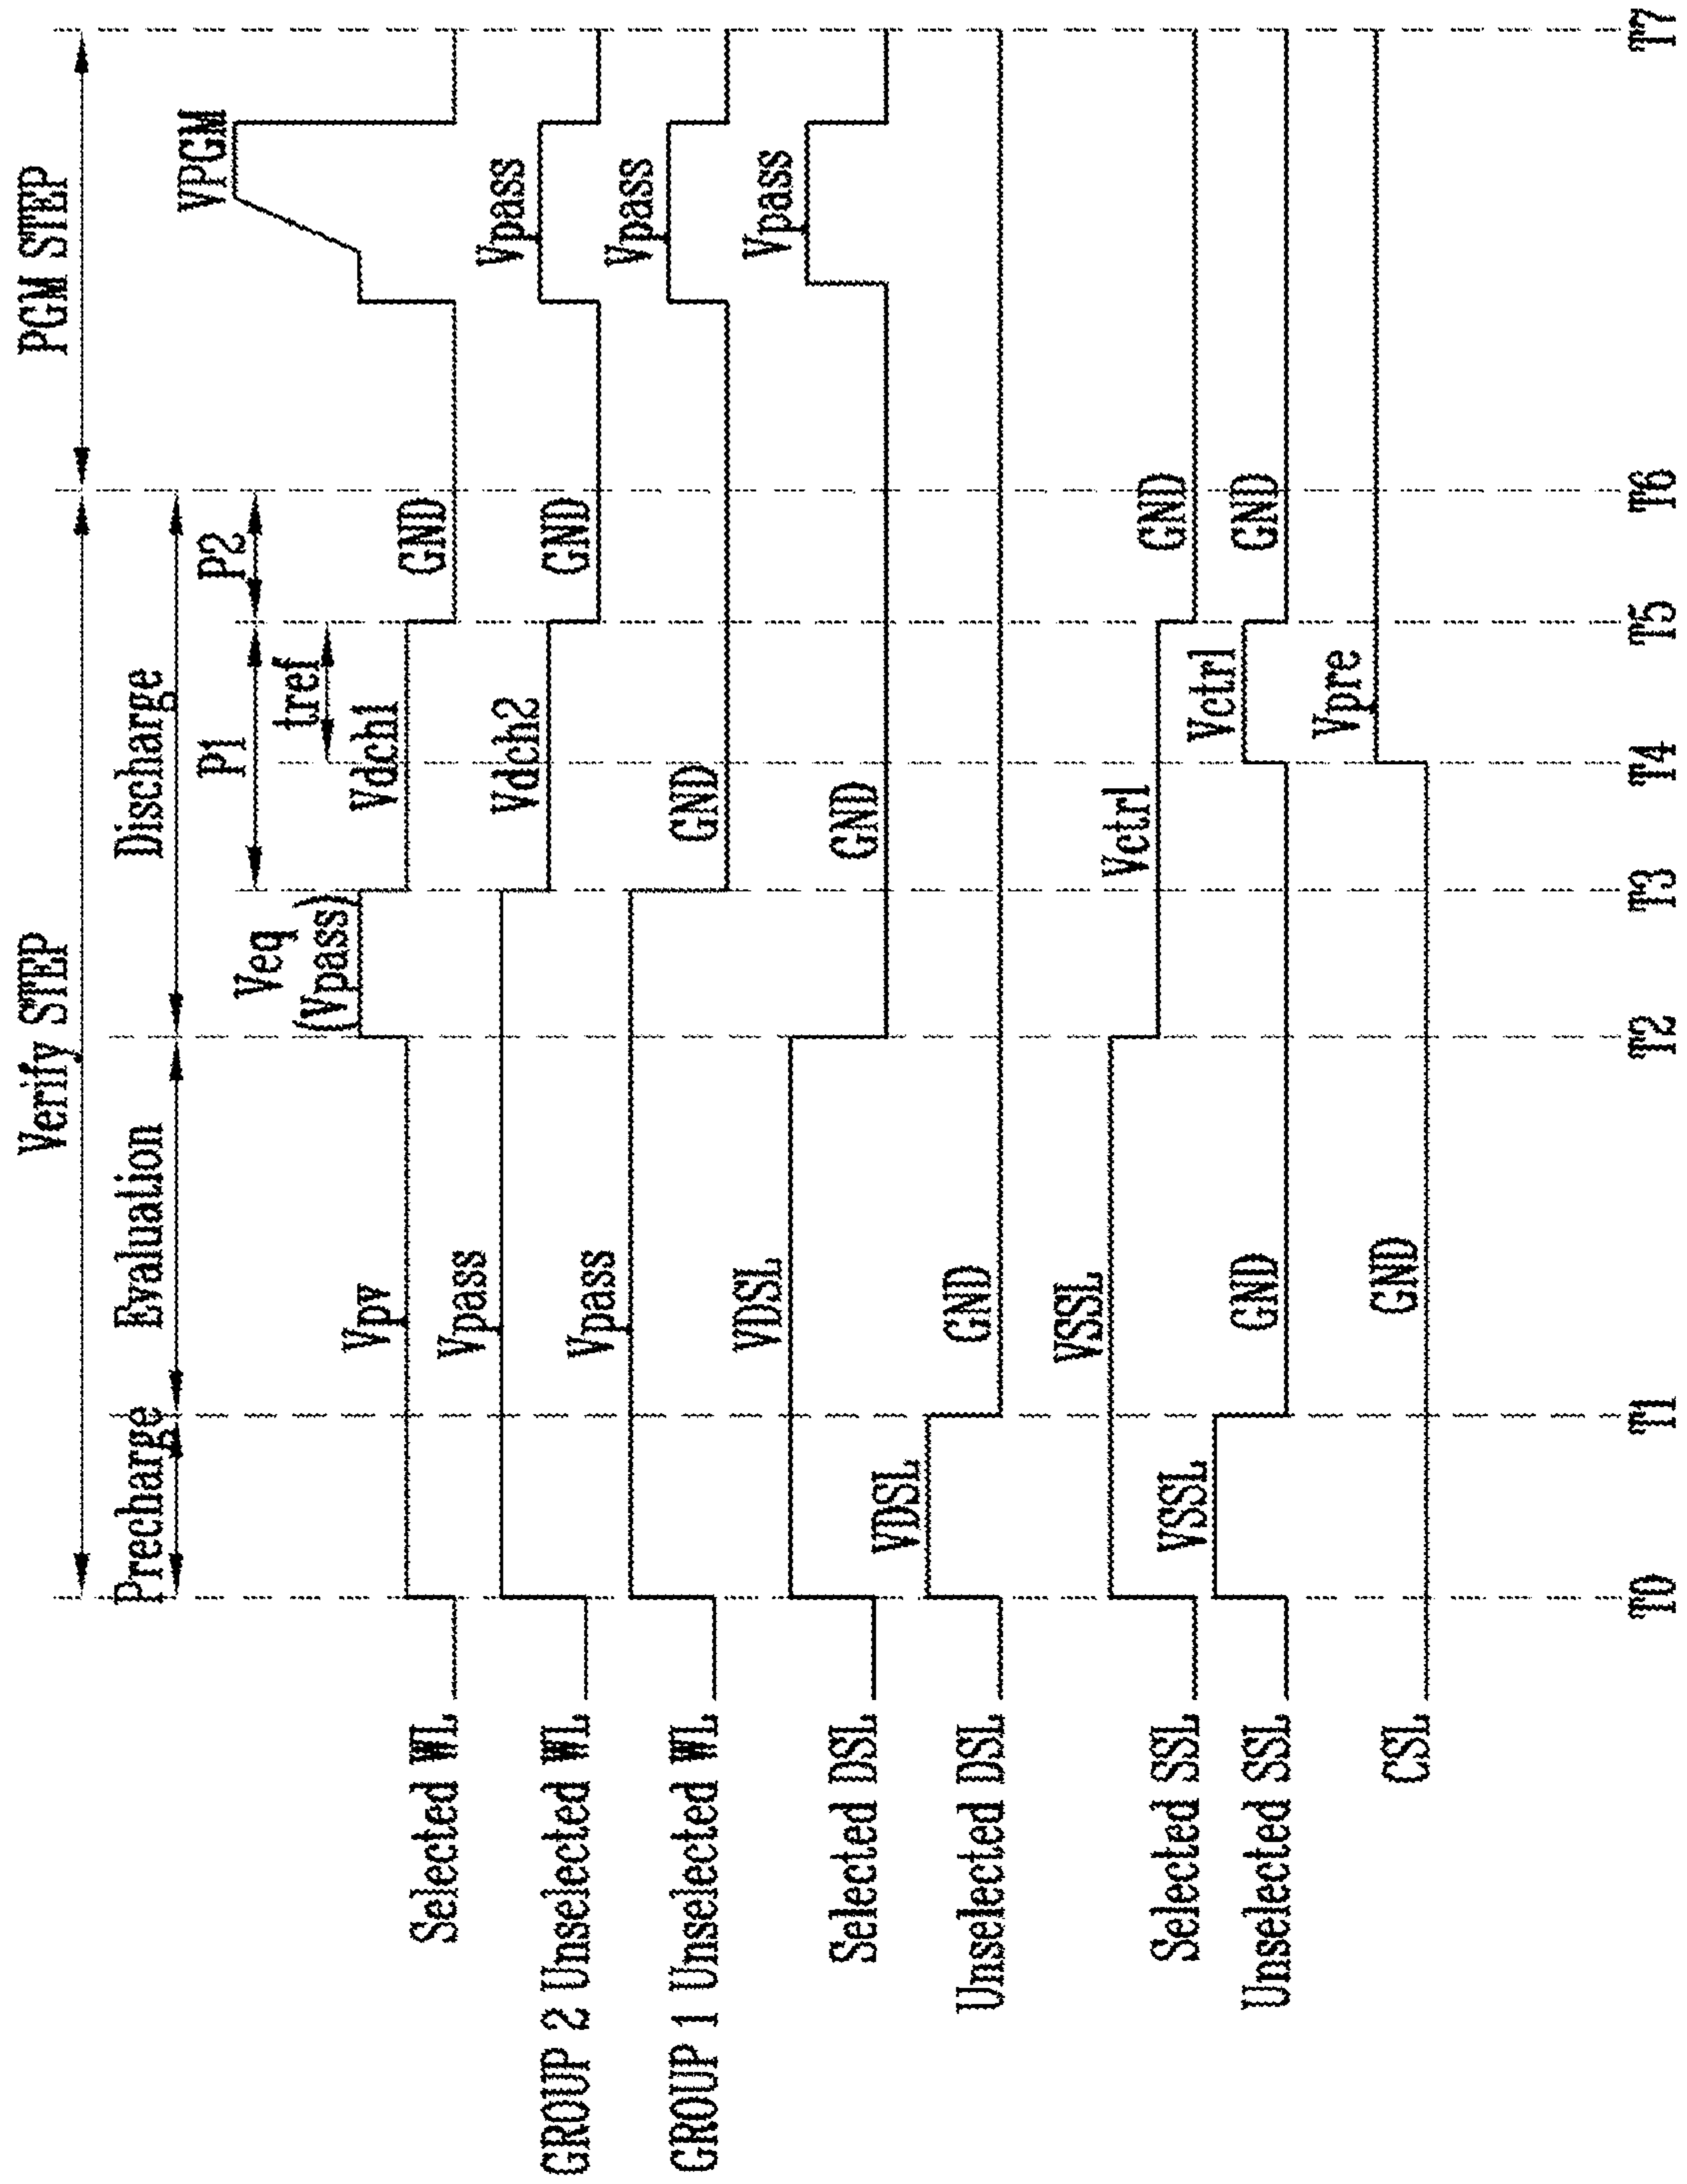 Verify STEP
PGM STEP
Precharge
Evaluation
Discharge
P1
P2
tref
Selected WL
Vpv
Veq
(Vpass)
Vdch1
GND
VPGM
GROUP 2 Unselected WL
Vpass
Vdch2
GND
Vpass
GROUP 1 Unselected WL
Vpass
GND
Vpass
Selected DSL
VDSL
GND
Vpass
Unselected DSL
VDSL
GND
Selected SSL
VSSL
Vctrl
GND
Unselected SSL
VSSL
GND
Vctrl
GND
CSL
GND
Vpre
T0
T1
T2
T3
T4
T5
T6
T7